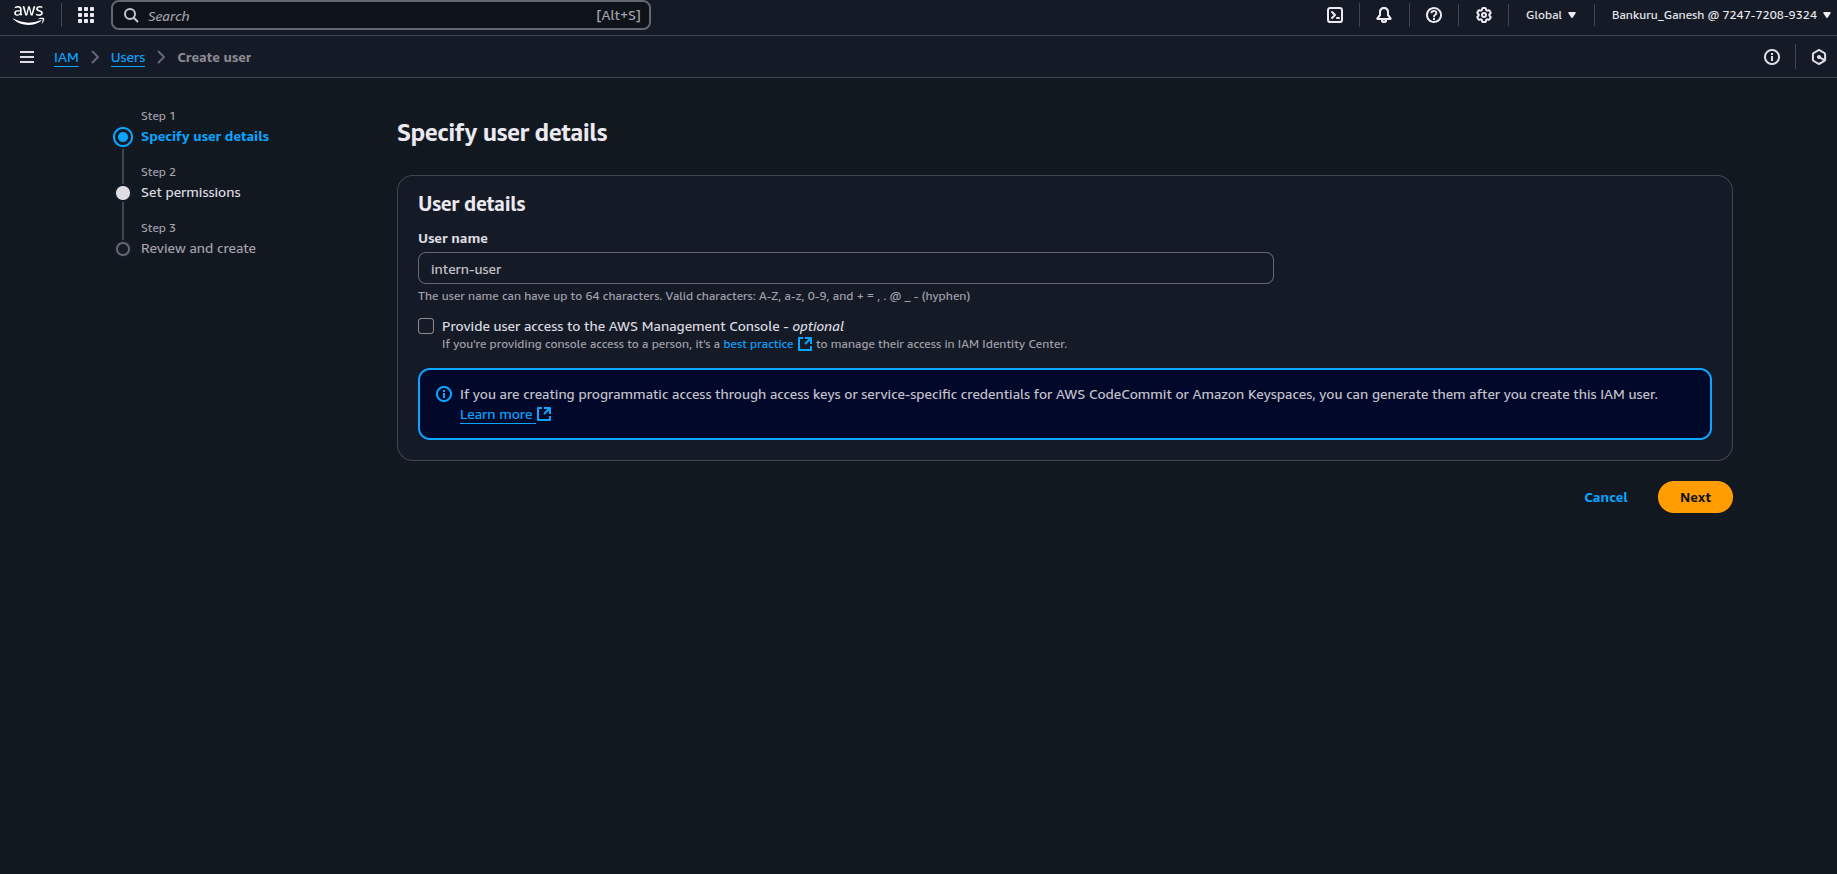 aws
Search
[Alt+S]
Global
Bankuru_Ganesh @ 7247-7208-9324
IAM
Users
Create user
Step 1
Specify user details
Step 2
Set permissions
Step 3
Review and create
Specify user details
User details
User name
intern-user
The user name can have up to 64 characters. Valid characters: A-Z, a-z, 0-9, and + = , . @ _ - (hyphen)
Provide user access to the AWS Management Console - optional
If you're providing console access to a person, it's a best practice to manage their access in IAM Identity Center.
If you are creating programmatic access through access keys or service-specific credentials for AWS CodeCommit or Amazon Keyspaces, you can generate them after you create this IAM user.
Learn more
Cancel
Next